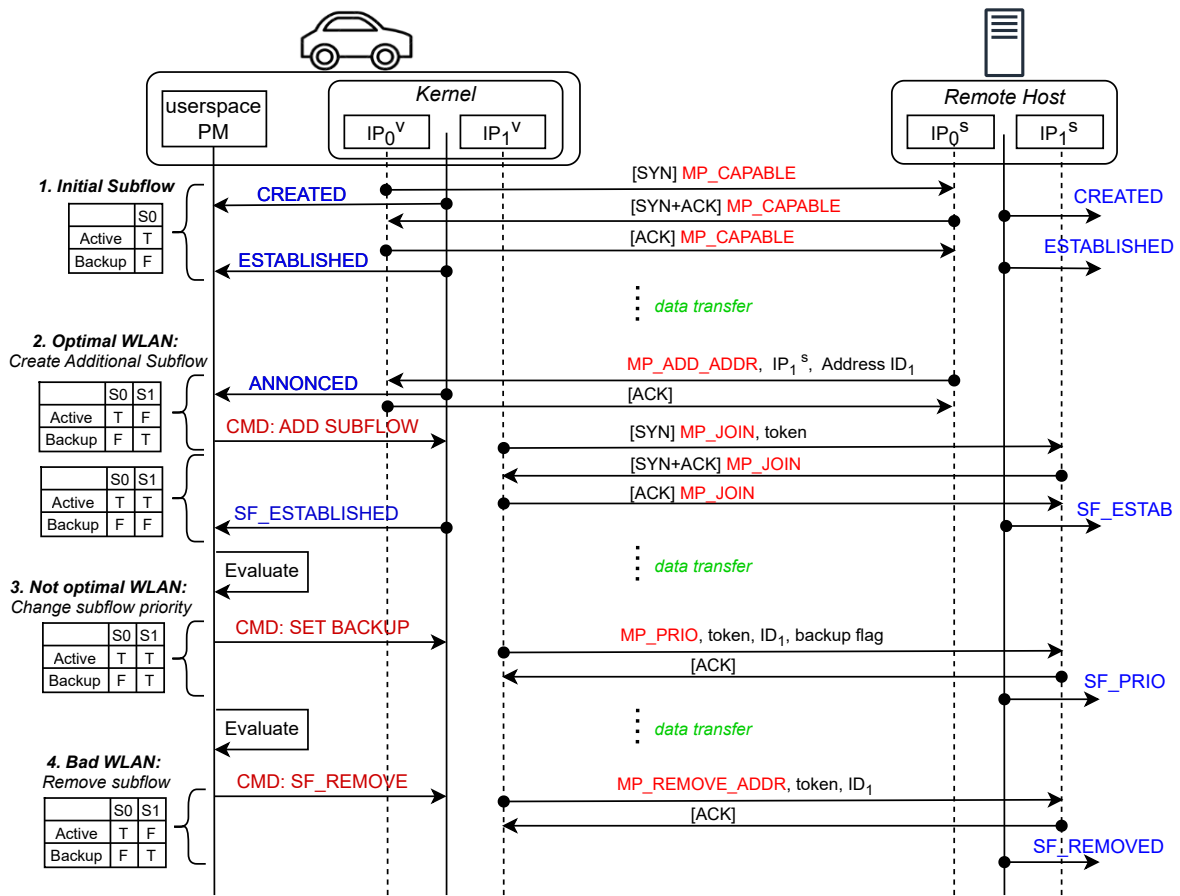 Kernel
Remote Host
userspace
PM
IP0^v
IP1^v
IP0^s
IP1^s
1. Initial Subflow
S0
Active T
Backup F
[SYN] MP_CAPABLE
CREATED
CREATED
[SYN+ACK] MP_CAPABLE
[ACK] MP_CAPABLE
ESTABLISHED
ESTABLISHED
data transfer
2. Optimal WLAN:
Create Additional Subflow
S0 S1
Active T F
Backup F T
MP_ADD_ADDR, IP1^s, Address ID1
ANNONCED
[ACK]
CMD: ADD SUBFLOW
[SYN] MP_JOIN, token
[SYN+ACK] MP_JOIN
S0 S1
Active T T
Backup F F
[ACK] MP_JOIN
SF_ESTABLISHED
SF_ESTAB
Evaluate
data transfer
3. Not optimal WLAN:
Change subflow priority
S0 S1
Active T T
Backup F T
CMD: SET BACKUP
MP_PRIO, token, ID1, backup flag
[ACK]
SF_PRIO
Evaluate
data transfer
4. Bad WLAN:
Remove subflow
S0 S1
Active T F
Backup F T
CMD: SF_REMOVE
MP_REMOVE_ADDR, token, ID1
[ACK]
SF_REMOVED